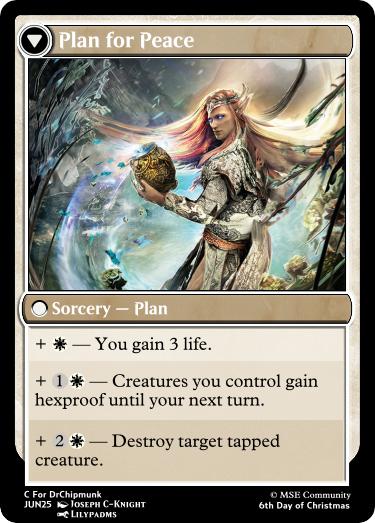 Plan for Peace
Sorcery — Plan
+ — You gain 3 life.
+ 1 — Creatures you control gain
hexproof until your next turn.
+ 2 — Destroy target tapped
creature.
C For DrChipmunk
JUN25 Joseph C-Knight
Lilypadms
© MSE Community
6th Day of Christmas